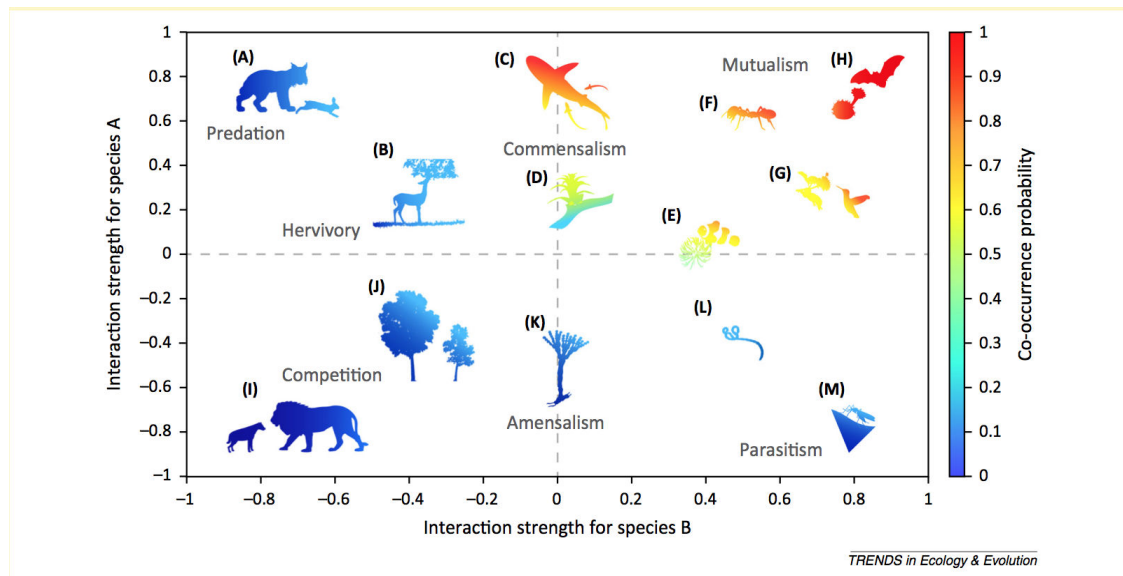 1
0.8
0.6
0.4
0.2
0
−0.2
−0.4
−0.6
−0.8
−1
Interaction strength for species A
(A)
Predation
(B)
Hervivory
(C)
Commensalism
(D)
(E)
Mutualism
(F)
(G)
(H)
(I)
Competition
(J)
(K)
Amensalism
(L)
(M)
Parasitism
−1
−0.8
−0.6
−0.4
−0.2
0
0.2
0.4
0.6
0.8
1
Interaction strength for species B
1
0.9
0.8
0.7
0.6
0.5
0.4
0.3
0.2
0.1
0
Co-occurrence probability
TRENDS in Ecology & Evolution